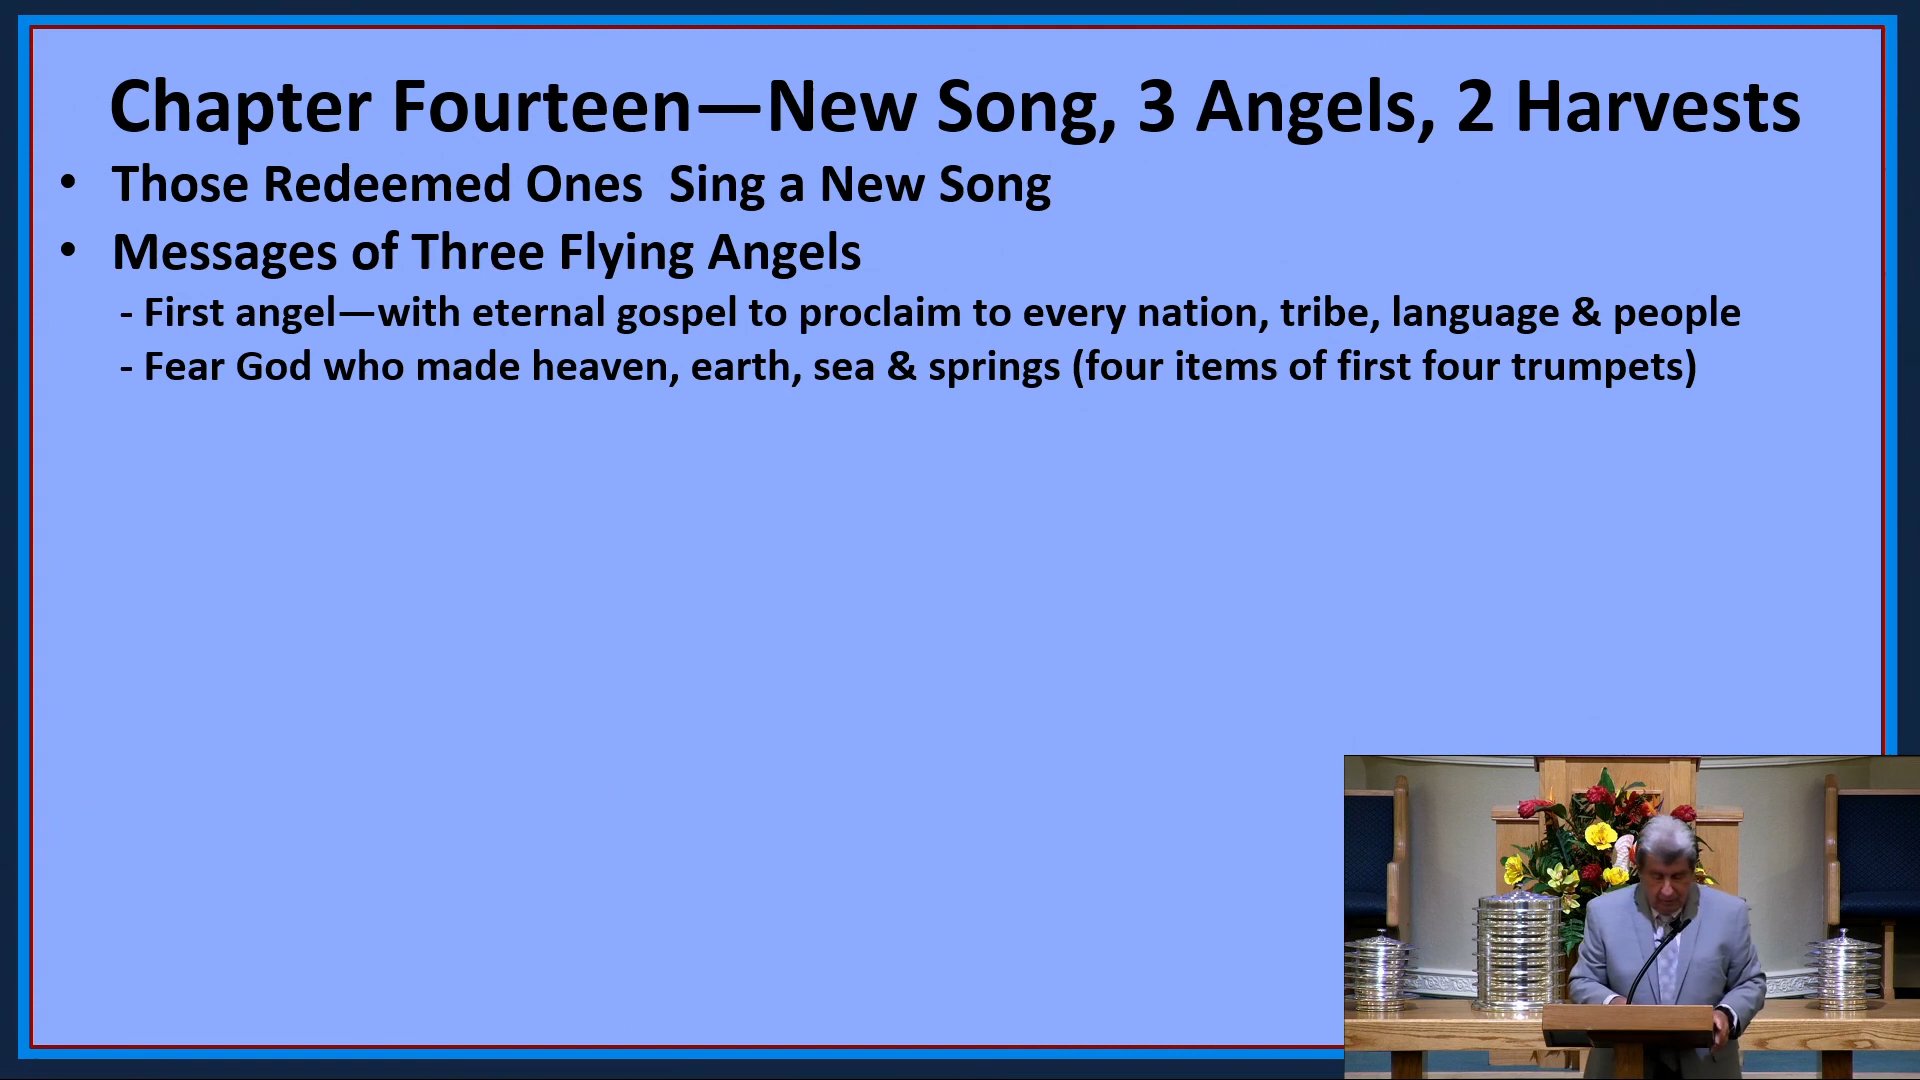 Chapter Fourteen—New Song, 3 Angels, 2 Harvests
• Those Redeemed Ones  Sing a New Song
• Messages of Three Flying Angels
- First angel—with eternal gospel to proclaim to every nation, tribe, language & people
- Fear God who made heaven, earth, sea & springs (four items of first four trumpets)